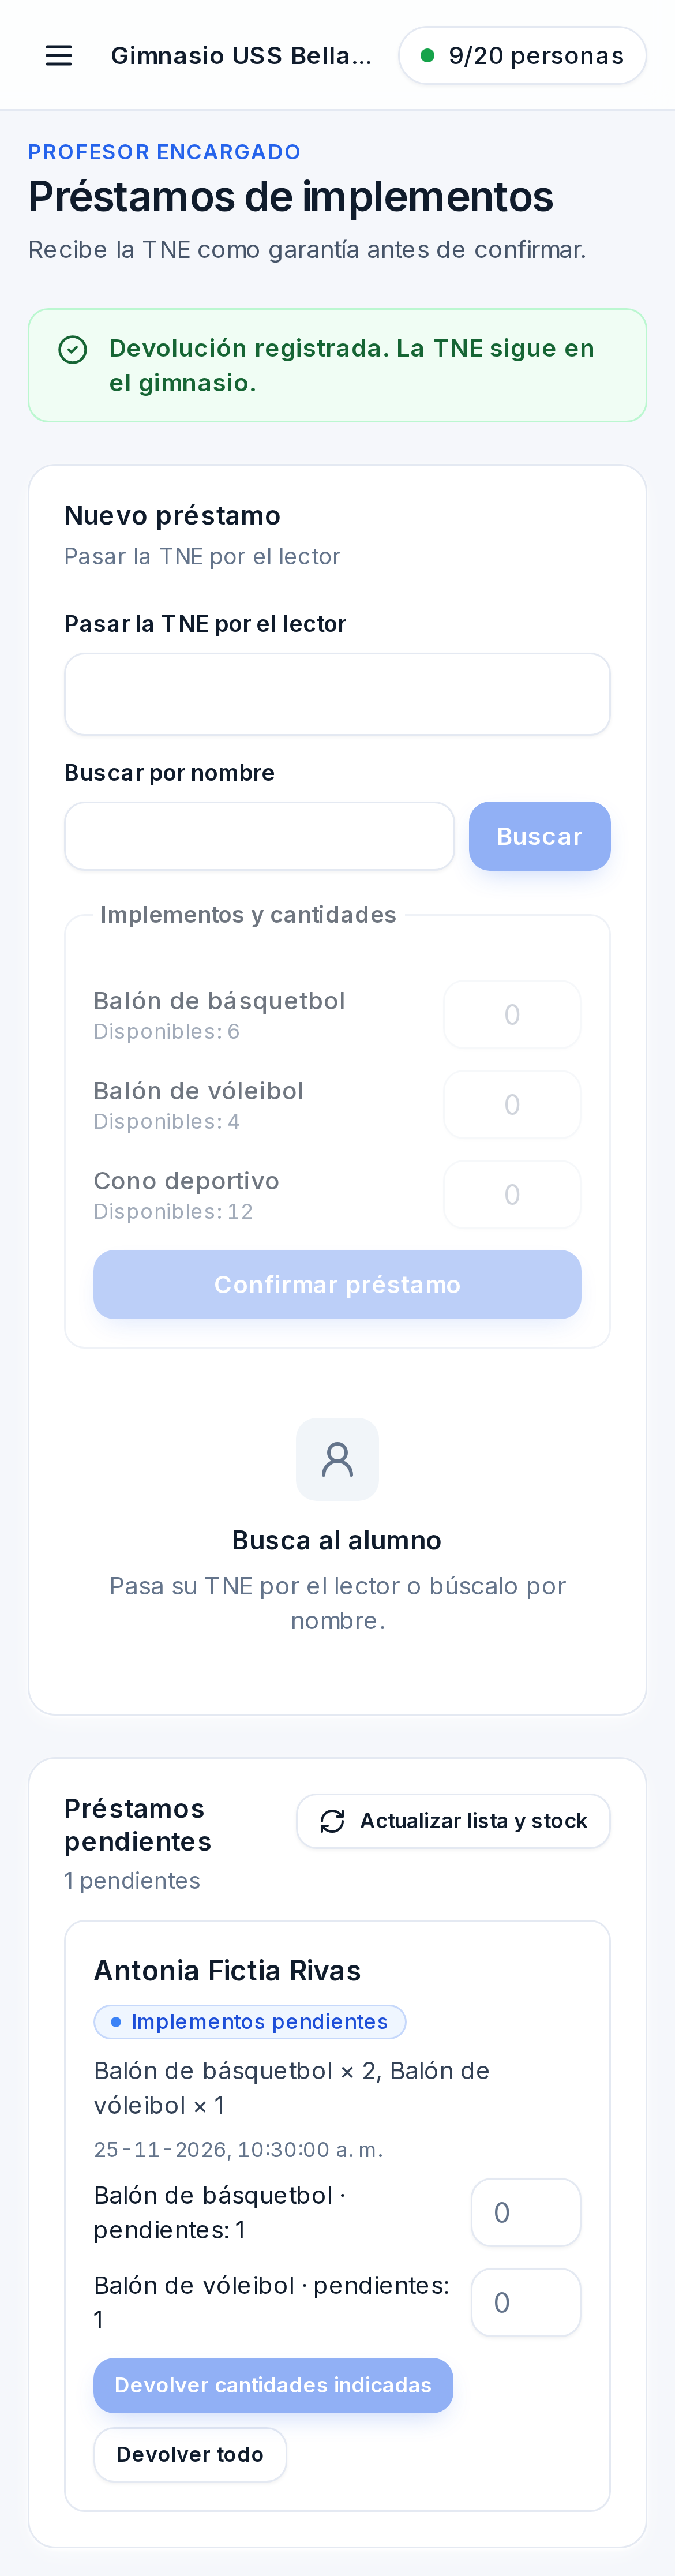 Gimnasio USS Bella...
9/20 personas
PROFESOR ENCARGADO
Préstamos de implementos
Recibe la TNE como garantía antes de confirmar.
Devolución registrada. La TNE sigue en
el gimnasio.
Nuevo préstamo
Pasar la TNE por el lector
Pasar la TNE por el lector
Buscar por nombre
Buscar
Implementos y cantidades
Balón de básquetbol
Disponibles: 6
0
Balón de vóleibol
Disponibles: 4
0
Cono deportivo
Disponibles: 12
0
Confirmar préstamo
Busca al alumno
Pasa su TNE por el lector o búscalo por
nombre.
Préstamos
pendientes
Actualizar lista y stock
1 pendientes
Antonia Fictia Rivas
Implementos pendientes
Balón de básquetbol × 2, Balón de
vóleibol × 1
25-11-2026, 10:30:00 a. m.
Balón de básquetbol ·
pendientes: 1
0
Balón de vóleibol · pendientes:
1
0
Devolver cantidades indicadas
Devolver todo